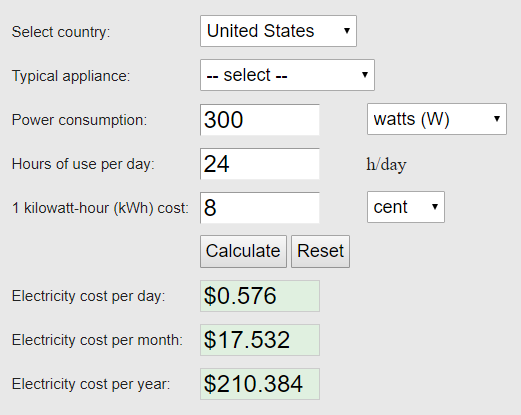 Select country: United States
Typical appliance: -- select --
Power consumption: 300 watts (W)
Hours of use per day: 24 h/day
1 kilowatt-hour (kWh) cost: 8 cent
Calculate Reset
Electricity cost per day: $0.576
Electricity cost per month: $17.532
Electricity cost per year: $210.384